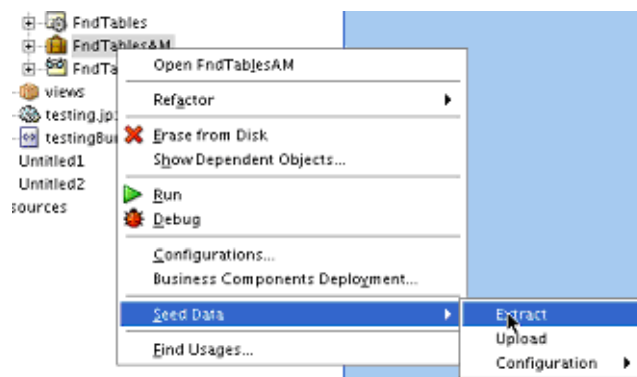 FndTables
FndTablesAM
FndTa
views
testing.jp
testingBu
Untitled1
Untitled2
sources
Open FndTablesAM
Refactor
Erase from Disk
Show Dependent Objects...
Run
Debug
Configurations...
Business Components Deployment...
Seed Data
Find Usages...
Extract
Upload
Configuration